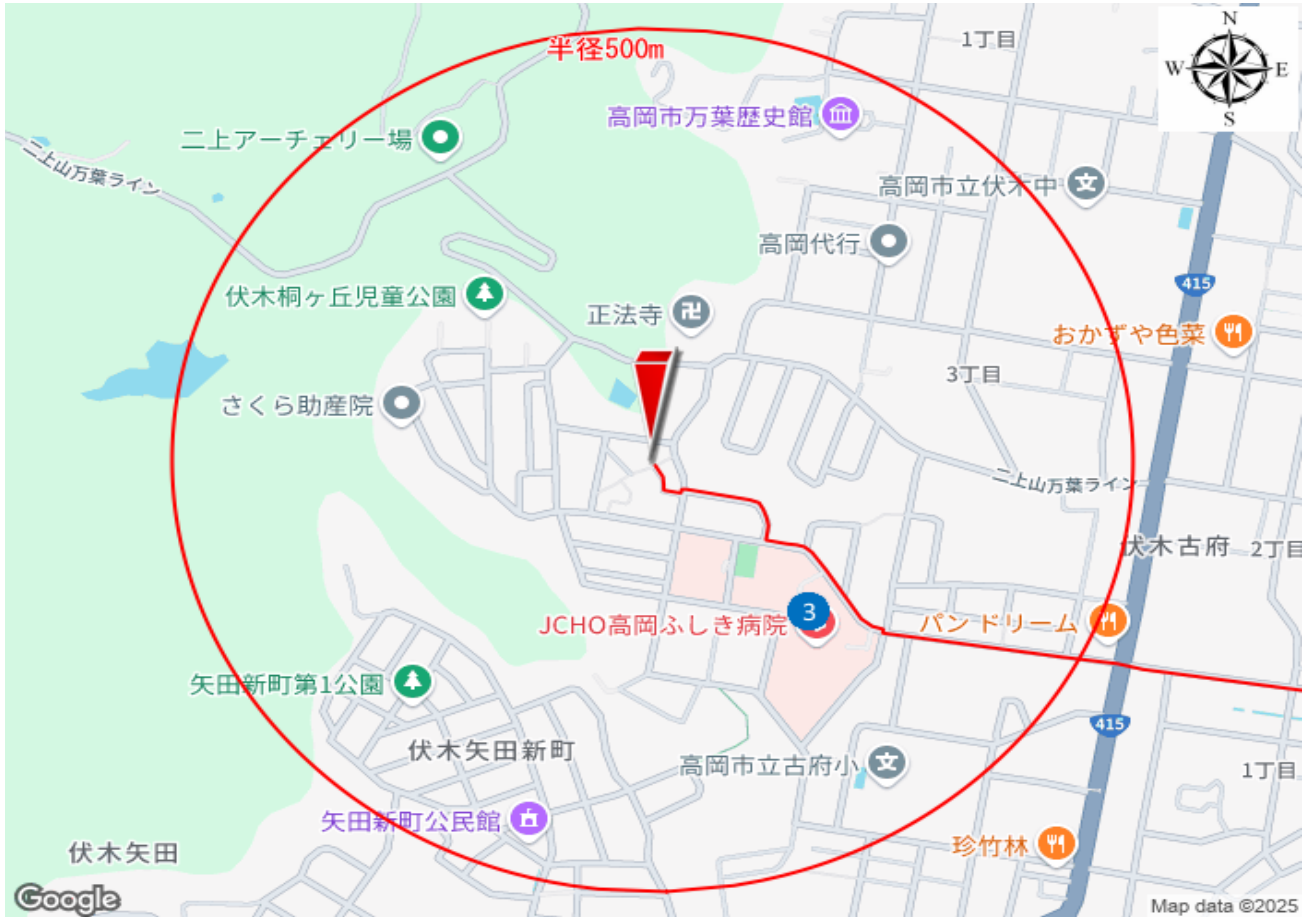 半径500m
1丁目
N
W
E
S
高岡市万葉歴史館
二上アーチェリー場
二上山万葉ライン
高岡市立伏木中
高岡代行
415
伏木桐ヶ丘児童公園
正法寺
おかずや色菜
3丁目
さくら助産院
二上山万葉ライン
伏木古府
2丁目
3
JCHO高岡ふしき病院
パン ドリーム
矢田新町第1公園
415
伏木矢田新町
高岡市立古府小
1丁目
矢田新町公民館
珍竹林
伏木矢田
Google
Map data ©2025